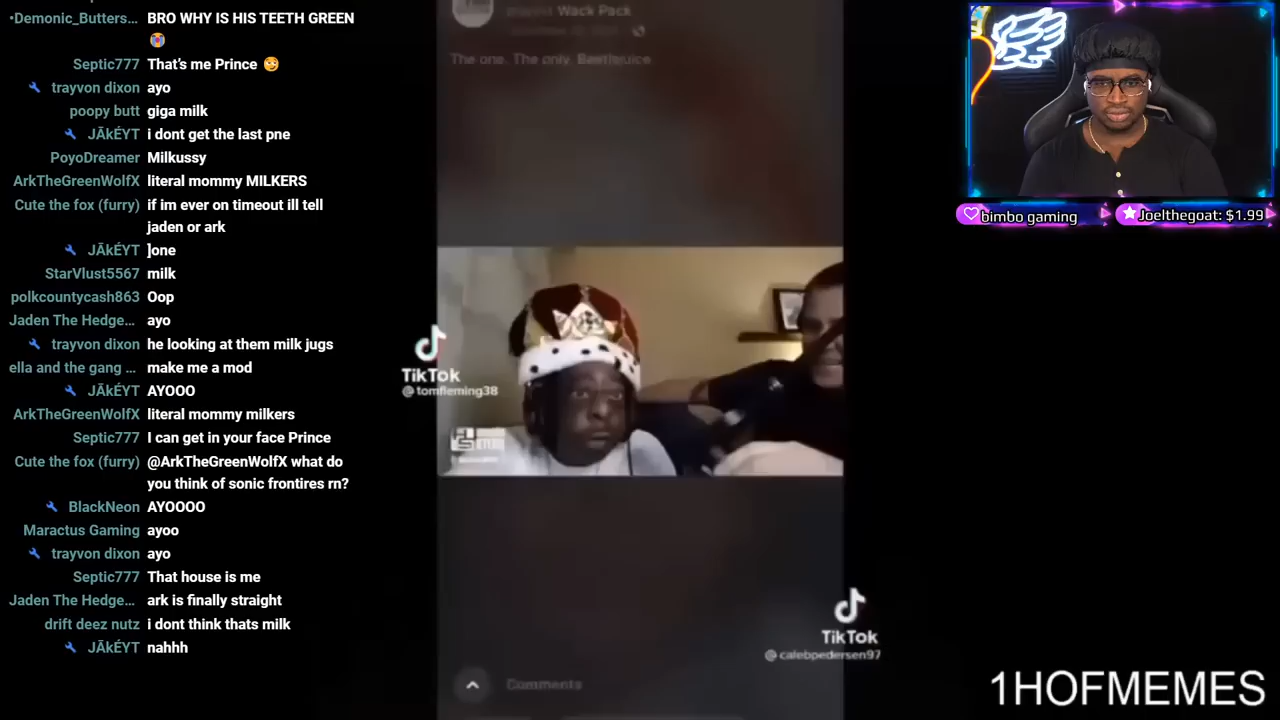 •Demonic_Butters... BRO WHY IS HIS TEETH GREEN
😭
Septic777 That's me Prince 😏
trayvon dixon ayo
poopy butt giga milk
JĀkÉYT i dont get the last pne
PoyoDreamer Milkussy
ArkTheGreenWolfX literal mommy MILKERS
Cute the fox (furry) if im ever on timeout ill tell
jaden or ark
JĀkÉYT ]one
StarVlust5567 milk
polkcountycash863 Oop
Jaden The Hedge... ayo
trayvon dixon he looking at them milk jugs
ella and the gang ... make me a mod
JĀkÉYT AYOOO
ArkTheGreenWolfX literal mommy milkers
Septic777 I can get in your face Prince
Cute the fox (furry) @ArkTheGreenWolfX what do
you think of sonic frontires rn?
BlackNeon AYOOOO
Maractus Gaming ayoo
trayvon dixon ayo
Septic777 That house is me
Jaden The Hedge... ark is finally straight
drift deez nutz i dont think thats milk
JĀkÉYT nahhh
Wack Pack
The one. The only. Beetlejuice
TikTok
@tomfleming38
TikTok
@calebpedersen97
Comments
bimbo gaming
Joelthegoat: $1.99
1HOFMEMES